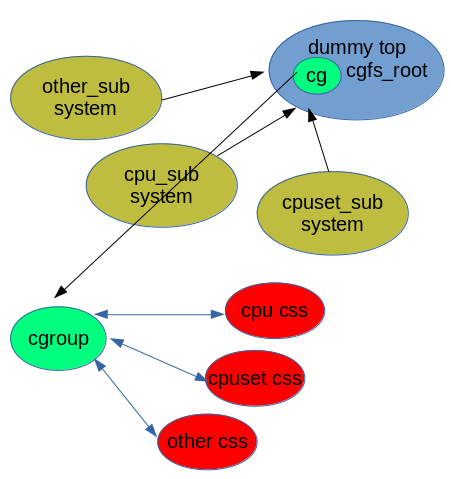 dummy top
cg
cgfs_root
other_sub
system
cpu_sub
system
cpuset_sub
system
cpu css
cgroup
cpuset css
other css